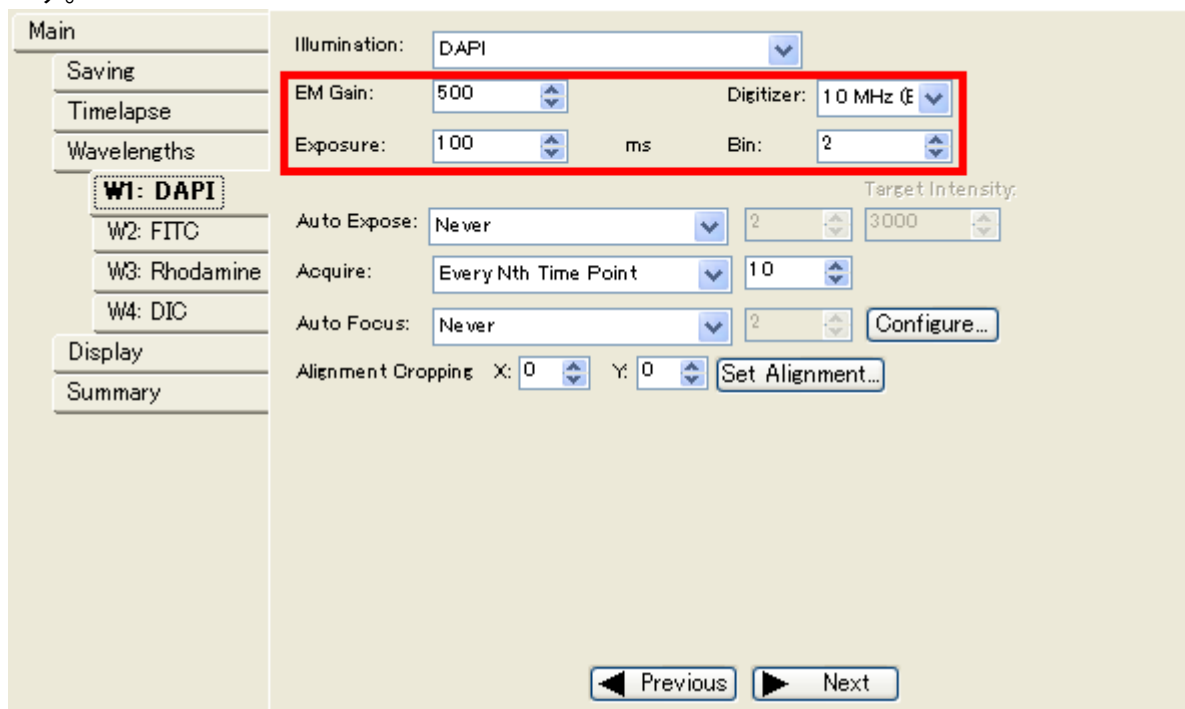 す。
Main
Saving
Timelapse
Wavelengths
W1: DAPI
W2: FITC
W3: Rhodamine
W4: DIC
Display
Summary
Illumination: DAPI
EM Gain: 500 Digitizer: 10 MHz (E
Exposure: 100 ms Bin: 2
Target Intensity:
Auto Expose: Never 2 3000
Acquire: Every Nth Time Point 10
Auto Focus: Never 2 Configure...
Alignment Cropping X: 0 Y: 0 Set Alignment...
Previous Next